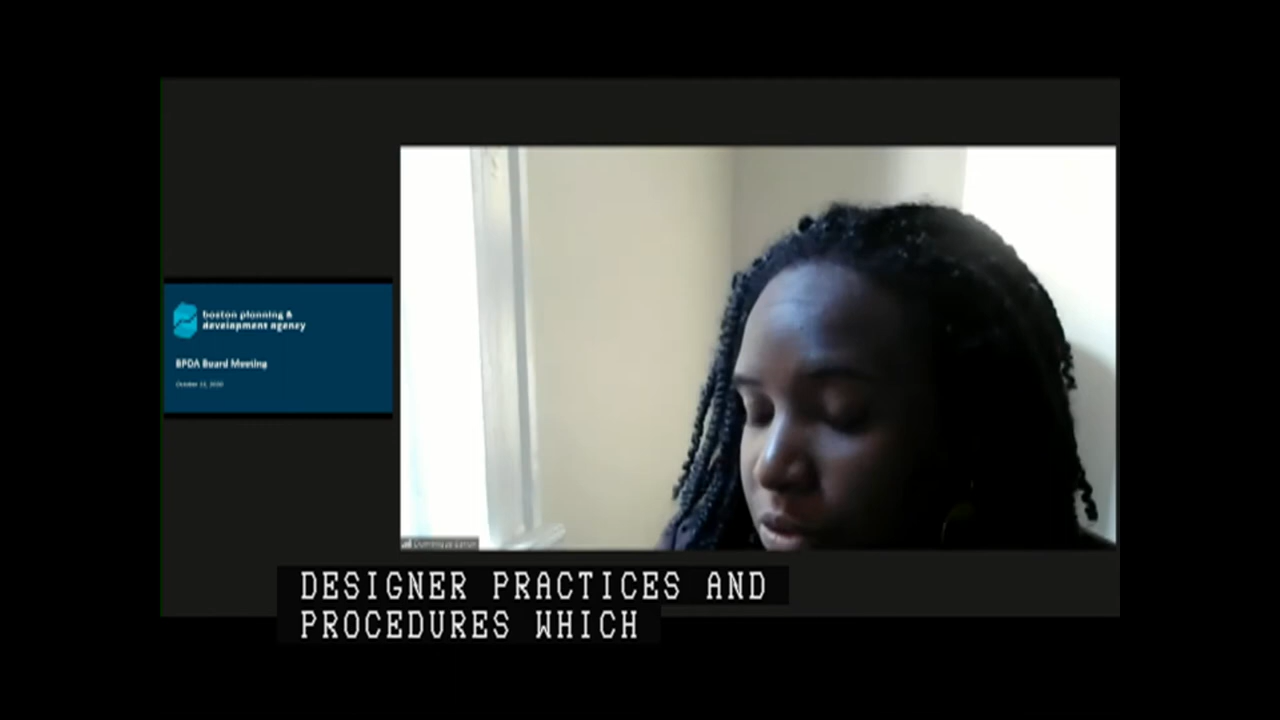 boston planning &
development agency
BPDA Board Meeting
DESIGNER PRACTICES AND
PROCEDURES WHICH